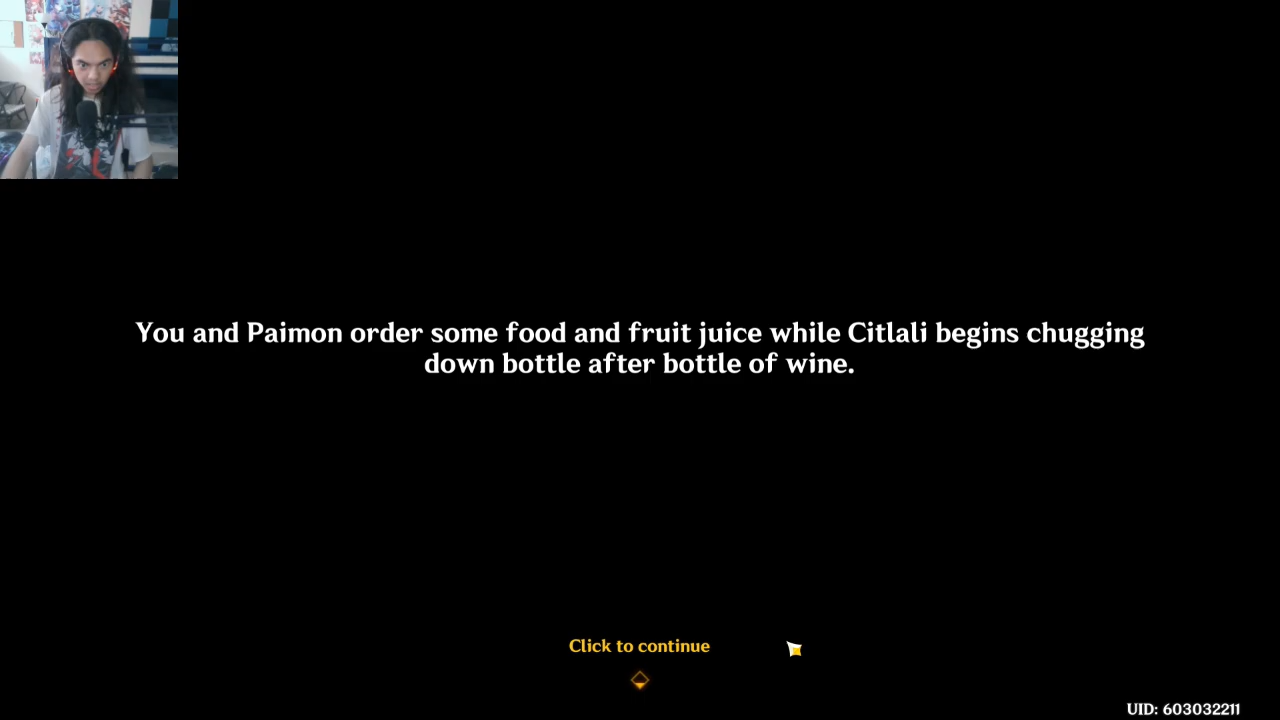 You and Paimon order some food and fruit juice while Citlali begins chugging
down bottle after bottle of wine.
Click to continue
UID: 603032211